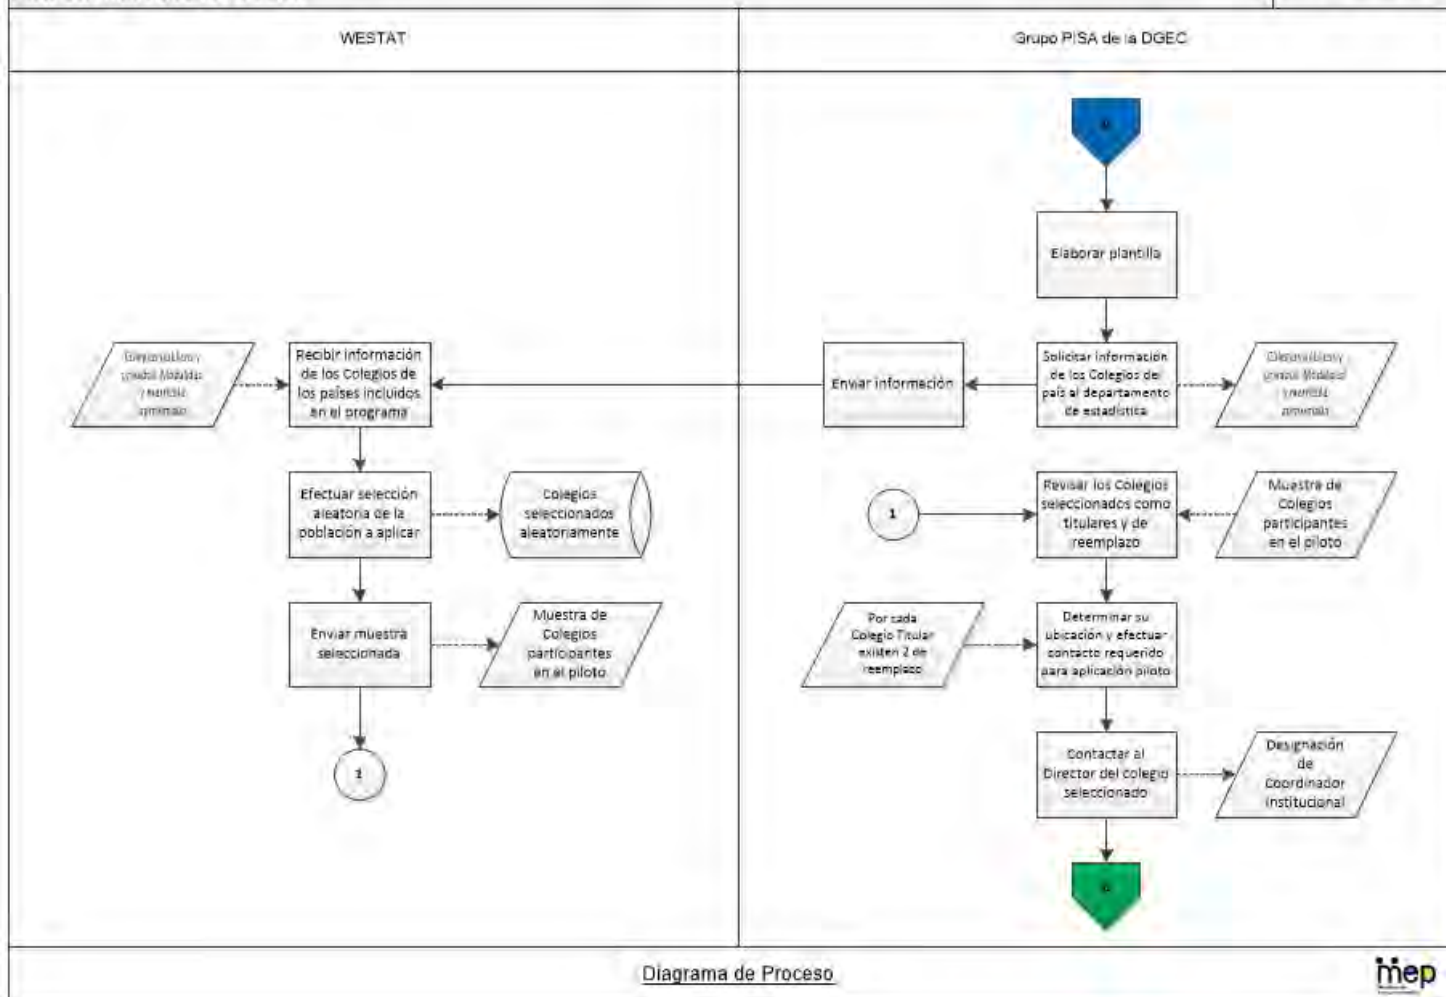 WESTAT
Grupo PISA de la DGEC
Elaborar plantilla
Recibir información
de los Colegios de
los países incluidos
en el programa
Enviar información
Solicitar información
de los Colegios del
país al departamento
de estadística
Efectuar selección
aleatoria de la
población a aplicar
Colegios
seleccionados
aleatoriamente
1
Revisar los Colegios
seleccionados como
titulares y de
reemplazo
Muestra de
Colegios
participantes
en el piloto
Enviar muestra
seleccionada
Muestra de
Colegios
participantes
en el piloto
Por cada
Colegio Titular
existen 2 de
reemplazo
Determinar su
ubicación y efectuar
contacto requerido
para aplicación piloto
1
Contactar al
Director del colegio
seleccionado
Designación
de
Coordinador
Institucional
Diagrama de Proceso
mep